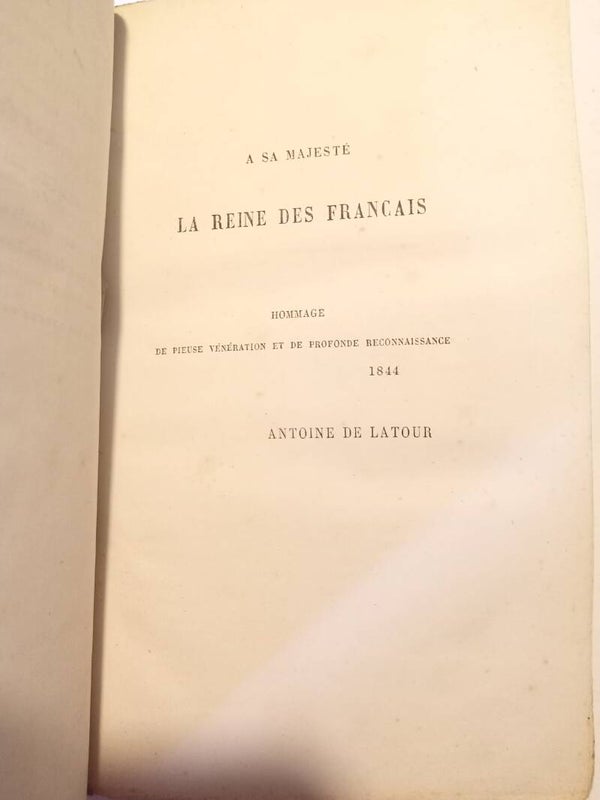 A SA MAJESTÉ
LA REINE DES FRANCAIS
HOMMAGE
DE PIEUSE VÉNÉRATION ET DE PROFONDE RECONNAISSANCE
1844
ANTOINE DE LATOUR